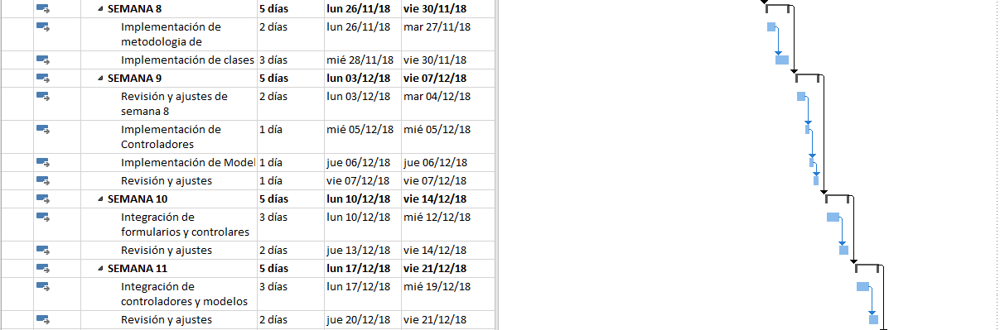 SEMANA 8 5 días lun 26/11/18 vie 30/11/18
Implementación de 2 días lun 26/11/18 mar 27/11/18
metodologia de
Implementación de clases 3 días mié 28/11/18 vie 30/11/18
SEMANA 9 5 días lun 03/12/18 vie 07/12/18
Revisión y ajustes de 2 días lun 03/12/18 mar 04/12/18
semana 8
Implementación de 1 día mié 05/12/18 mié 05/12/18
Controladores
Implementación de Model 1 día jue 06/12/18 jue 06/12/18
Revisión y ajustes 1 día vie 07/12/18 vie 07/12/18
SEMANA 10 5 días lun 10/12/18 vie 14/12/18
Integración de 3 días lun 10/12/18 mié 12/12/18
formularios y controlares
Revisión y ajustes 2 días jue 13/12/18 vie 14/12/18
SEMANA 11 5 días lun 17/12/18 vie 21/12/18
Integración de 3 días lun 17/12/18 mié 19/12/18
controladores y modelos
Revisión y ajustes 2 días jue 20/12/18 vie 21/12/18